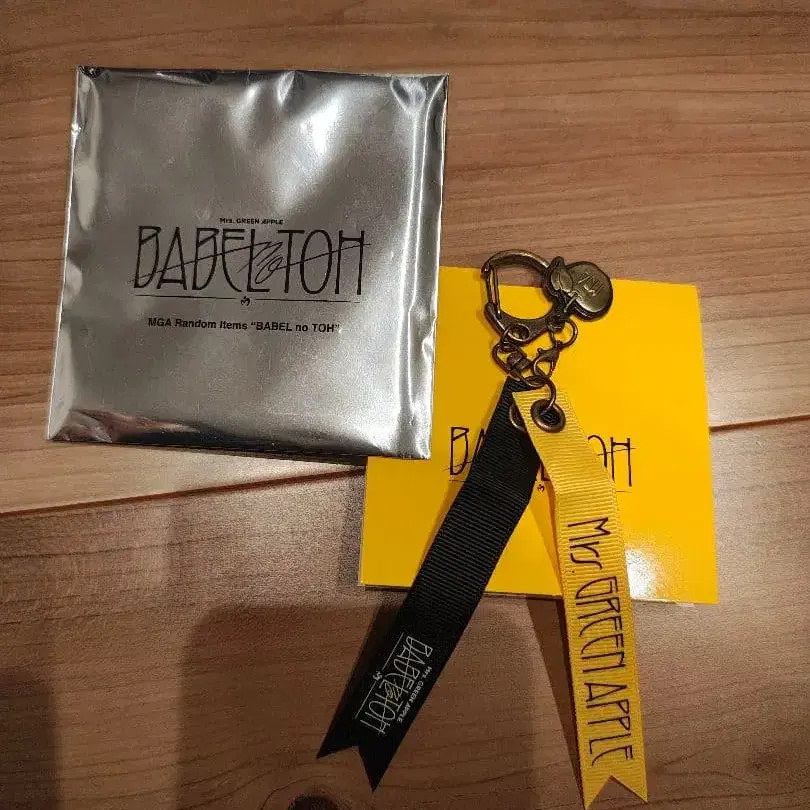 Mrs. GREEN APPLE
BABEL no TOH
MGA Random Items "BABEL no TOH"
BABEL TOH
Mrs. GREEN APPLE
BABEL no TOH
Mrs. GREEN APPLE